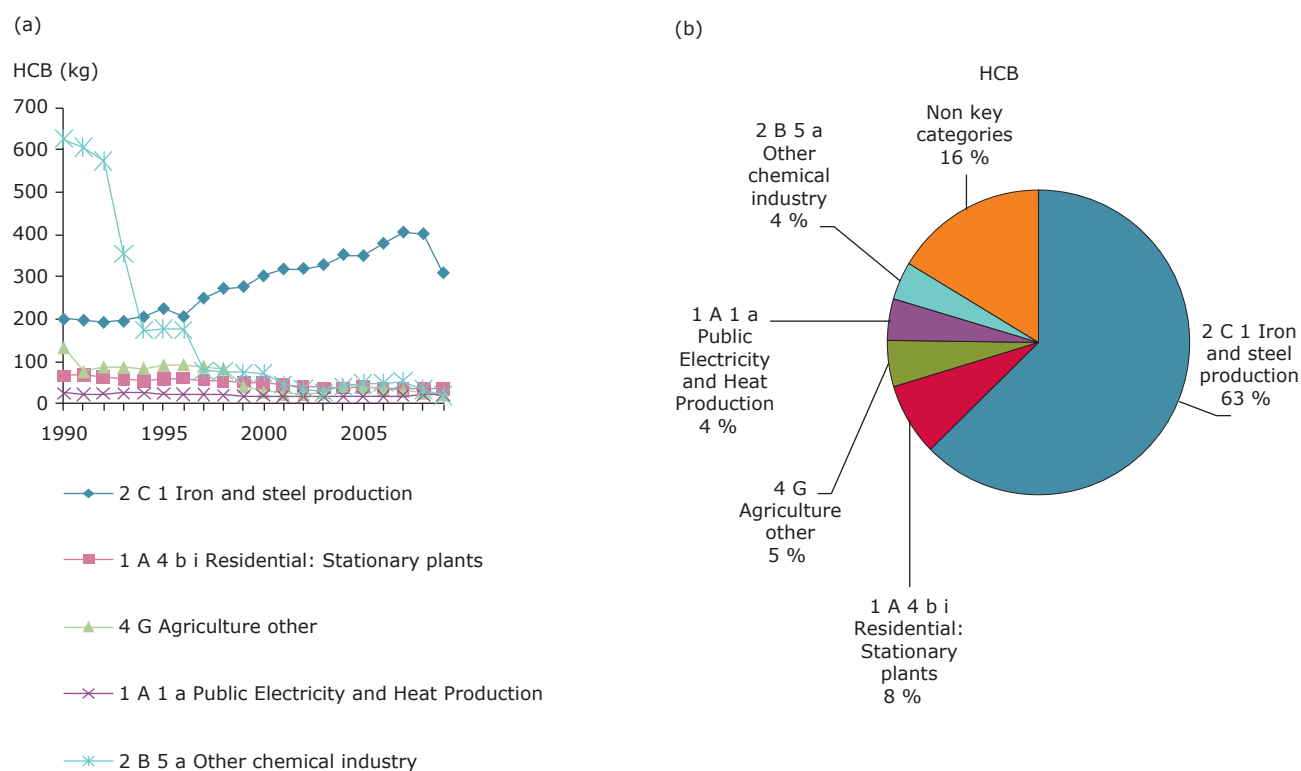 (a)
HCB (kg)
700
600
500
400
300
200
100
0
1990 1995 2000 2005
2 C 1 Iron and steel production
1 A 4 b i Residential: Stationary plants
4 G Agriculture other
1 A 1 a Public Electricity and Heat Production
2 B 5 a Other chemical industry
(b)
HCB
Non key
categories
16 %
2 B 5 a
Other
chemical
industry
4 %
1 A 1 a
Public
Electricity
and Heat
Production
4 %
4 G
Agriculture
other
5 %
1 A 4 b i
Residential:
Stationary
plants
8 %
2 C 1 Iron
and steel
production
63 %